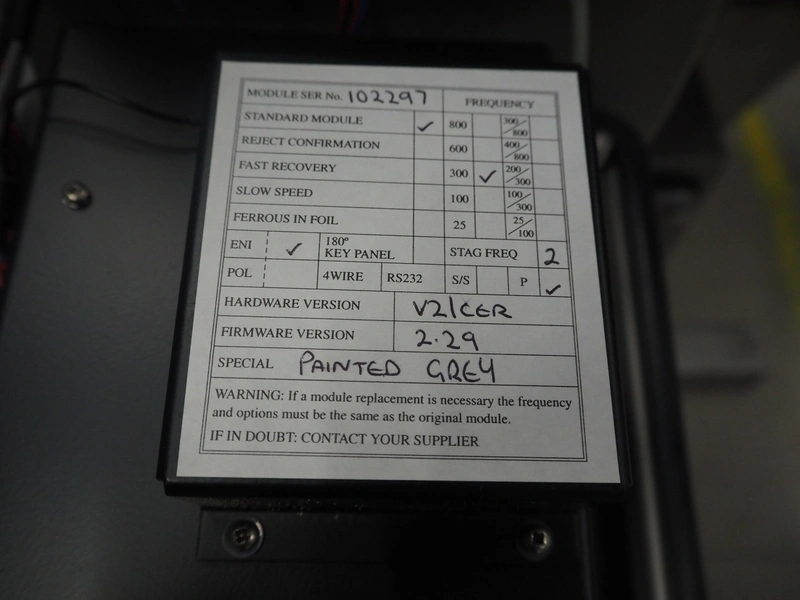 MODULE SER No. 102297 FREQUENCY
STANDARD MODULE ✓ 800 300/800
REJECT CONFIRMATION 600 400/800
FAST RECOVERY 300 ✓ 200/300
SLOW SPEED 100 100/300
FERROUS IN FOIL 25 25/100
ENI ✓ 180° KEY PANEL STAG FREQ 2
POL 4WIRE RS232 S/S P ✓
HARDWARE VERSION V21CER
FIRMWARE VERSION 2.29
SPECIAL PAINTED GREY
WARNING: If a module replacement is necessary the frequency
and options must be the same as the original module.
IF IN DOUBT: CONTACT YOUR SUPPLIER